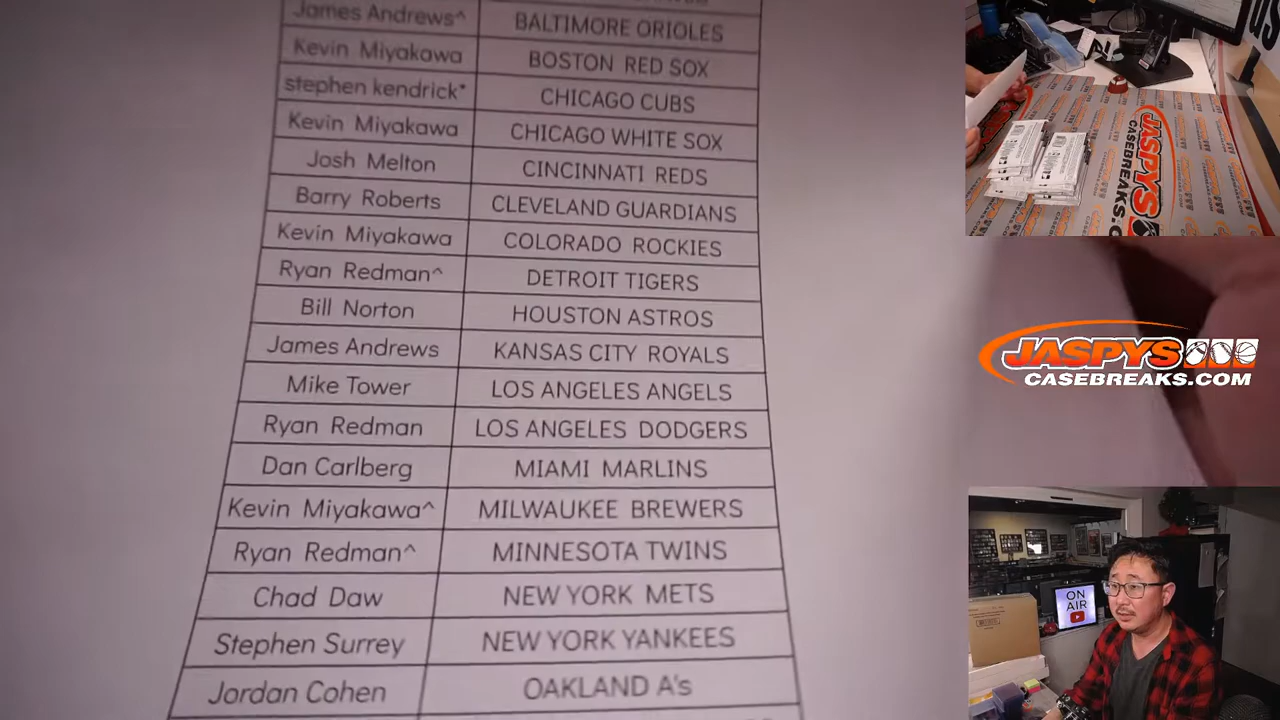 James Andrews^ BALTIMORE ORIOLES
Kevin Miyakawa BOSTON RED SOX
stephen kendrick* CHICAGO CUBS
Kevin Miyakawa CHICAGO WHITE SOX
Josh Melton CINCINNATI REDS
Barry Roberts CLEVELAND GUARDIANS
Kevin Miyakawa COLORADO ROCKIES
Ryan Redman^ DETROIT TIGERS
Bill Norton HOUSTON ASTROS
James Andrews KANSAS CITY ROYALS
Mike Tower LOS ANGELES ANGELS
Ryan Redman LOS ANGELES DODGERS
Dan Carlberg MIAMI MARLINS
Kevin Miyakawa^ MILWAUKEE BREWERS
Ryan Redman^ MINNESOTA TWINS
Chad Daw NEW YORK METS
Stephen Surrey NEW YORK YANKEES
Jordan Cohen OAKLAND A's
JASPYS
CASEBREAKS.C
JASPYS
CASEBREAKS.COM
ON
AIR